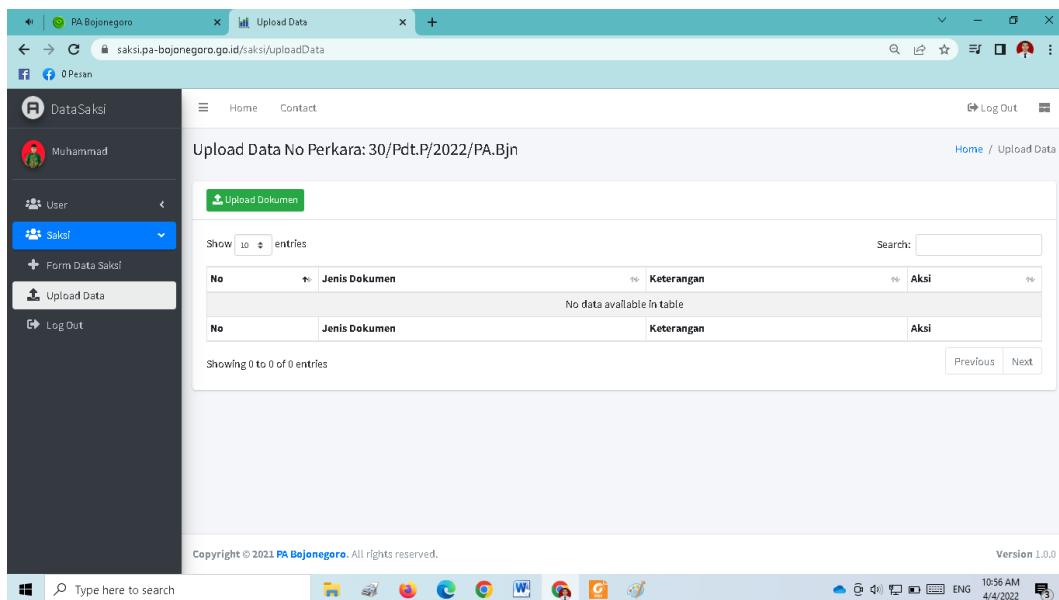 PA Bojonegoro
Upload Data
saksi.pa-bojonegoro.go.id/saksi/uploadData
0 Pesan
DataSaksi
Home Contact
Log Out
Muhammad
Upload Data No Perkara: 30/Pdt.P/2022/PA.Bjn
Home / Upload Data
User
Upload Dokumen
Saksi
Show 10 entries
Search:
Form Data Saksi
No Jenis Dokumen Keterangan Aksi
Upload Data
No data available in table
Log Out
No Jenis Dokumen Keterangan Aksi
Showing 0 to 0 of 0 entries
Previous Next
Copyright © 2021 PA Bojonegoro. All rights reserved.
Version 1.0.0
Type here to search
ENG
10:56 AM
4/4/2022
3